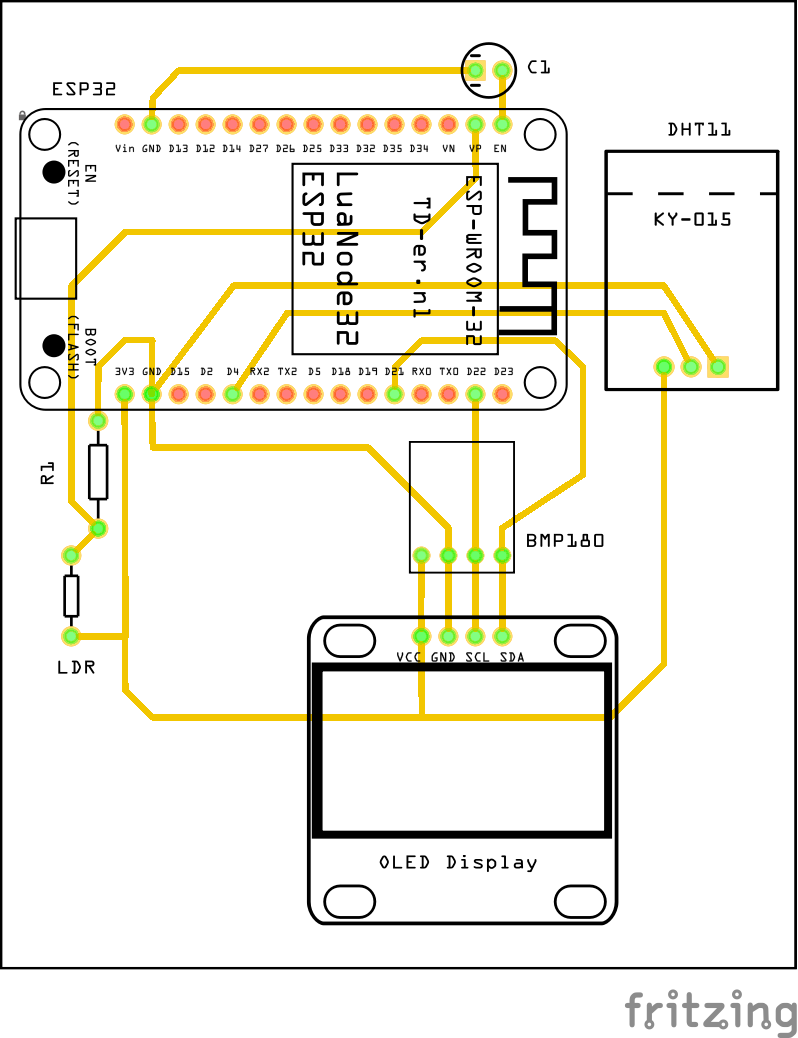 C1
ESP32
DHT11
Vin GND D13 D12 D14 D27 D26 D25 D33 D32 D35 D34 VN VP EN
EN
(RESET)
ESP32
LuaNode32
TD-er.nl
ESP-WROOM-32
KY-015
BOOT
(FLASH)
3V3 GND D15 D2 D4 RX2 TX2 D5 D18 D19 D21 RX0 TX0 D22 D23
R1
BMP180
VCC GND SCL SDA
LDR
OLED Display
fritzing